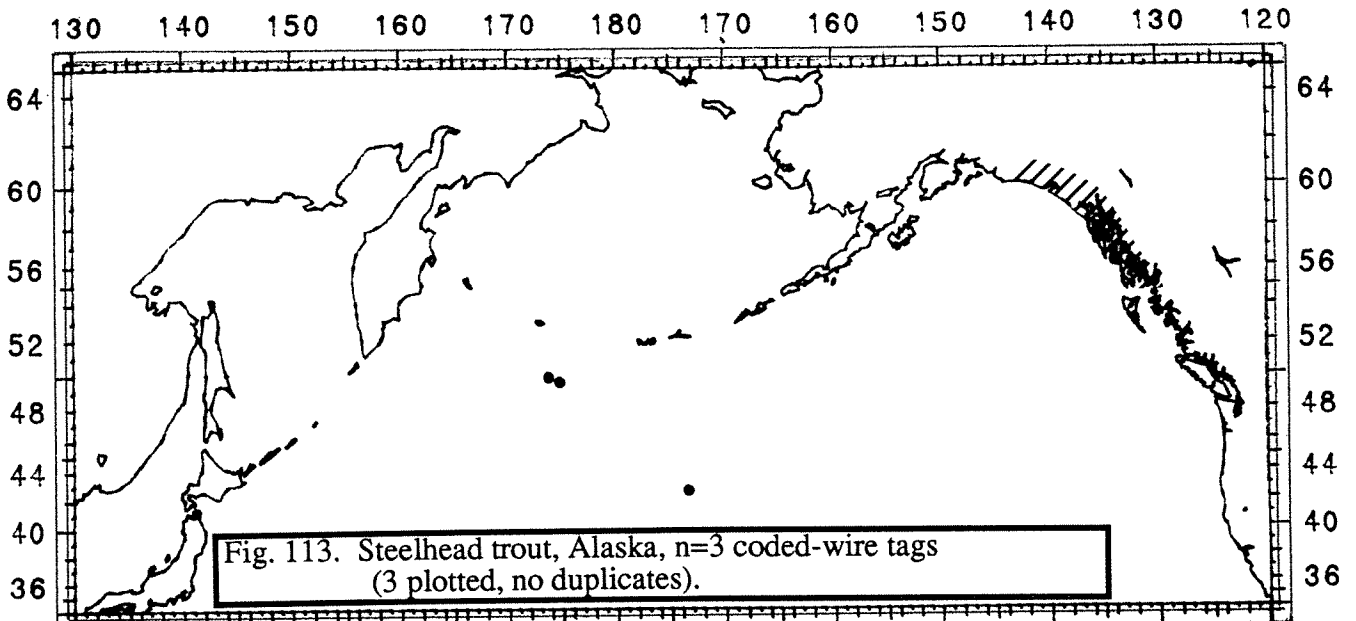 130 140 150 160 170 180 170 160 150 140 130 120
64 64
60 60
56 56
52 52
48 48
44 44
40 40
36 36
Fig. 113. Steelhead trout, Alaska, n=3 coded-wire tags
(3 plotted, no duplicates).